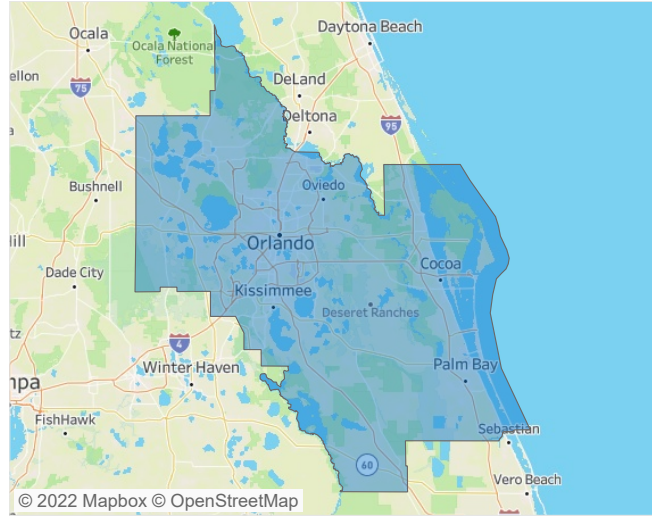 Daytona Beach
Ocala
Ocala National
Forest
ellon
75
DeLand
Deltona
95
Bushnell
Oviedo
Orlando
Dade City
Cocoa
Kissimmee
Deseret Ranches
4
Winter Haven
Palm Bay
mpa
FishHawk
Sebastian
60
Vero Beach
© 2022 Mapbox © OpenStreetMap